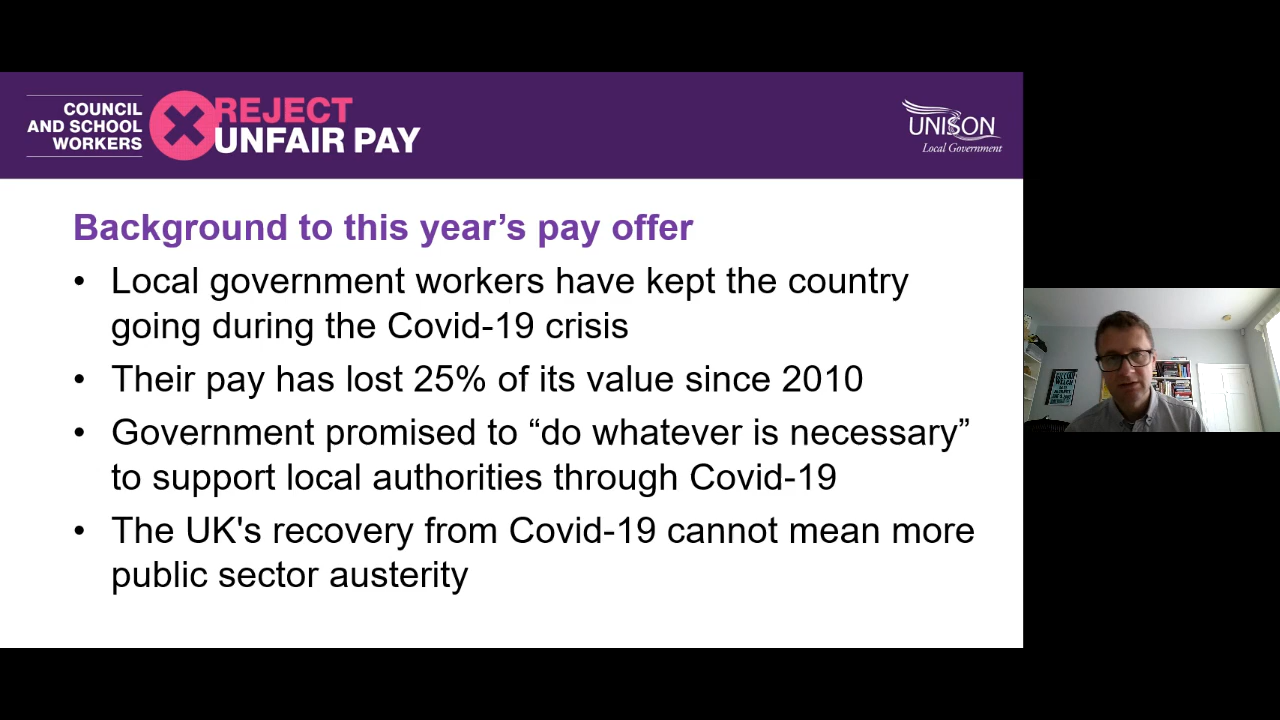 COUNCIL
AND SCHOOL
WORKERS
REJECT
UNFAIR PAY
UNISON
Local Government
Background to this year’s pay offer
• Local government workers have kept the country
going during the Covid-19 crisis
• Their pay has lost 25% of its value since 2010
• Government promised to “do whatever is necessary”
to support local authorities through Covid-19
• The UK's recovery from Covid-19 cannot mean more
public sector austerity